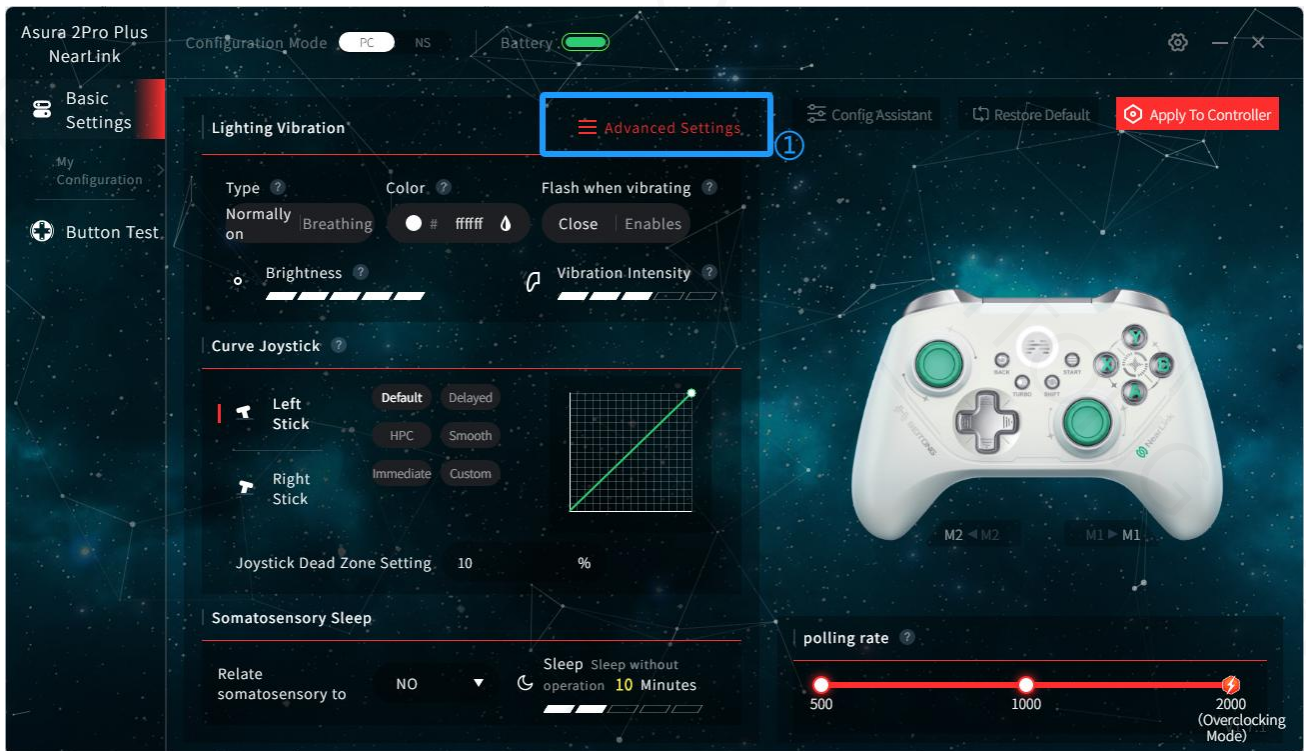 Asura 2Pro Plus
NearLink
Configuration Mode PC NS Battery
Basic
Settings
My
Configuration
Button Test
Lighting Vibration
Advanced Settings
①
Config Assistant
Restore Default
Apply To Controller
Type ? Color ? Flash when vibrating ?
Normally
on
Breathing
# ffffff
Close Enables
Brightness ?
Vibration Intensity ?
Curve Joystick ?
Left
Stick
Default Delayed
HPC Smooth
Immediate Custom
Right
Stick
Joystick Dead Zone Setting 10 %
Somatosensory Sleep
Relate
somatosensory to
NO
Sleep Sleep without
operation 10 Minutes
BACK START
TURBO SHIFT
Y
X B
A
BEITONG
NearLink
M2 M2
M1 M1
polling rate ?
500 1000 2000
(Overclocking
Mode)